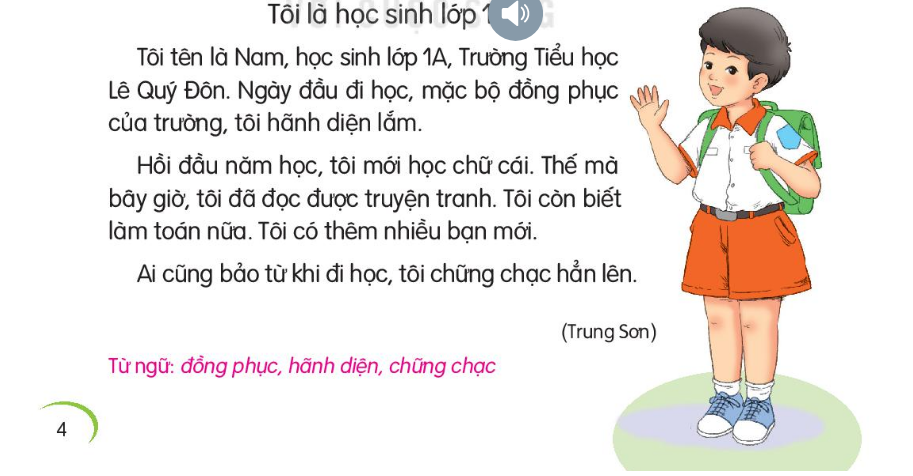 Tôi là học sinh lớp 1
Tôi tên là Nam, học sinh lớp 1A, Trường Tiểu học
Lê Quý Đôn. Ngày đầu đi học, mặc bộ đồng phục
của trường, tôi hãnh diện lắm.
Hồi đầu năm học, tôi mới học chữ cái. Thế mà
bây giờ, tôi đã đọc được truyện tranh. Tôi còn biết
làm toán nữa. Tôi có thêm nhiều bạn mới.
Ai cũng bảo từ khi đi học, tôi chững chạc hẳn lên.
(Trung Sơn)
Từ ngữ: đồng phục, hãnh diện, chững chạc
4